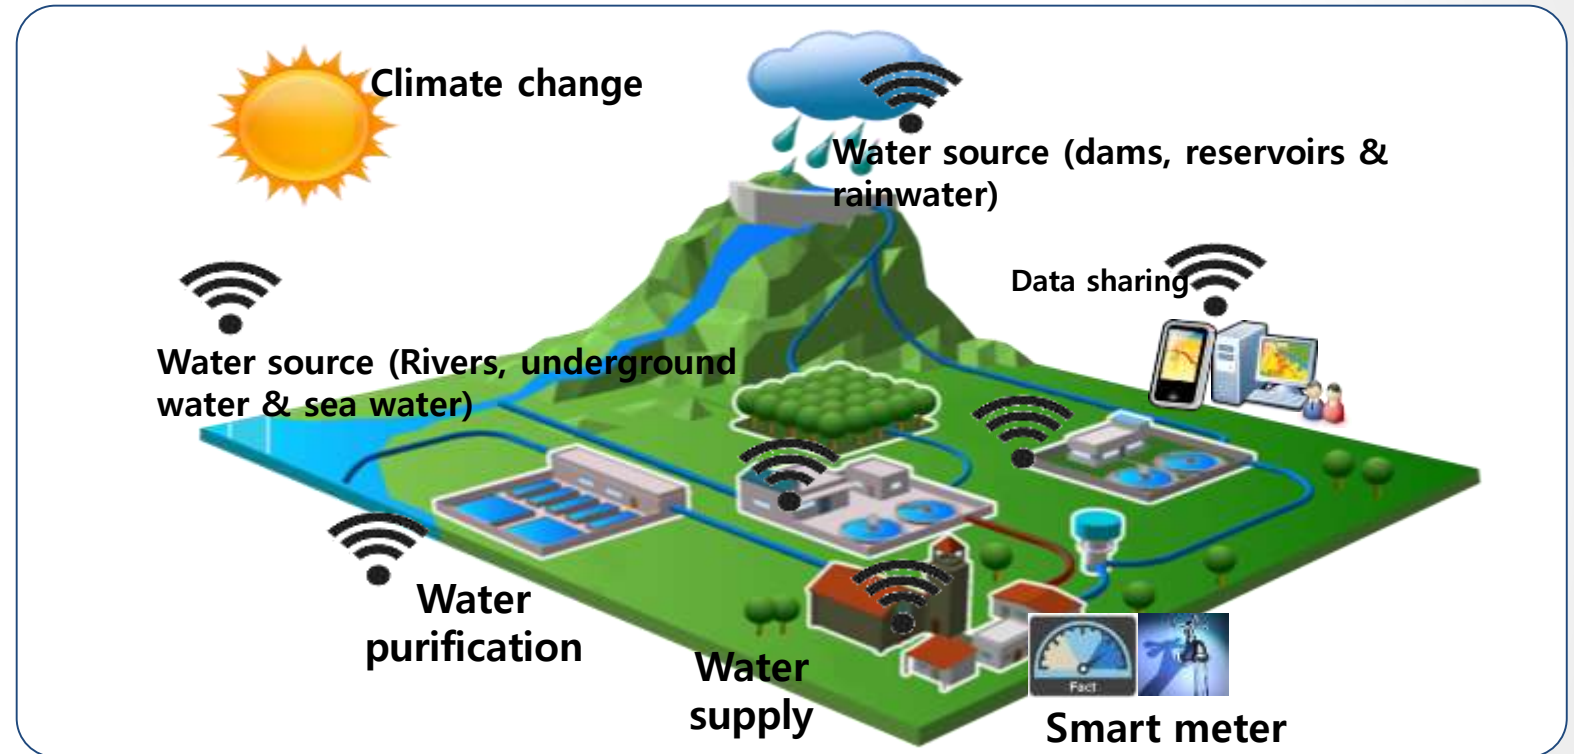 Climate change
Water source (dams, reservoirs &
rainwater)
Data sharing
Water source (Rivers, underground
water & sea water)
Water
purification
Water
supply
Fact
Smart meter